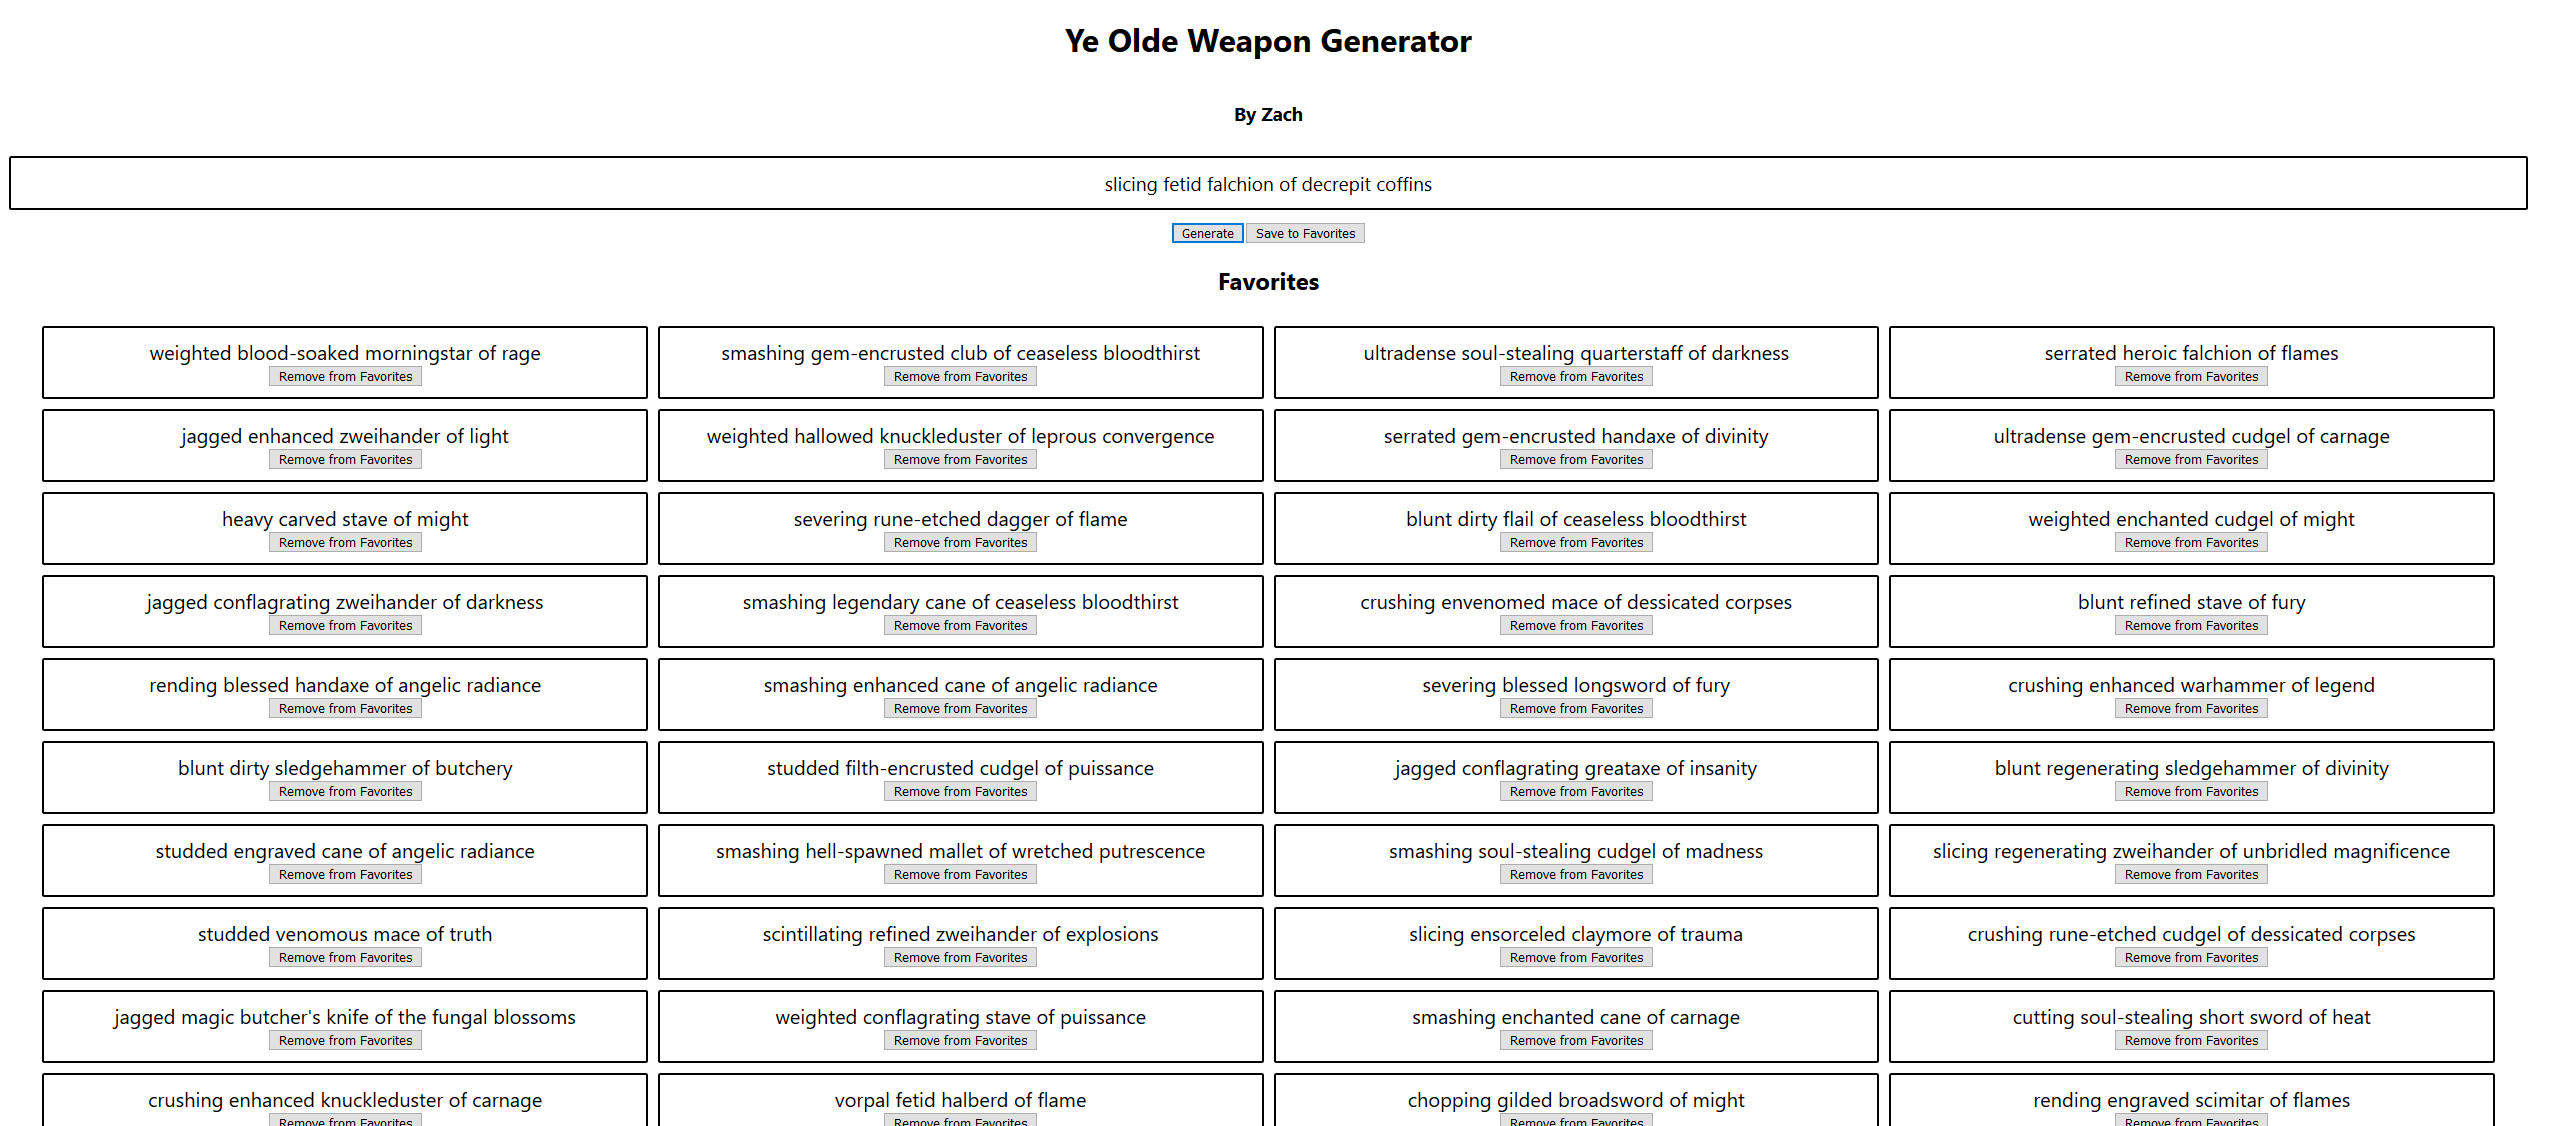 Ye Olde Weapon Generator
By Zach
slicing fetid falchion of decrepit coffins
Generate Save to Favorites
Favorites
weighted blood-soaked morningstar of rage
Remove from Favorites
smashing gem-encrusted club of ceaseless bloodthirst
Remove from Favorites
ultradense soul-stealing quarterstaff of darkness
Remove from Favorites
serrated heroic falchion of flames
Remove from Favorites
jagged enhanced zweihander of light
Remove from Favorites
weighted hallowed knuckleduster of leprous convergence
Remove from Favorites
serrated gem-encrusted handaxe of divinity
Remove from Favorites
ultradense gem-encrusted cudgel of carnage
Remove from Favorites
heavy carved stave of might
Remove from Favorites
severing rune-etched dagger of flame
Remove from Favorites
blunt dirty flail of ceaseless bloodthirst
Remove from Favorites
weighted enchanted cudgel of might
Remove from Favorites
jagged conflagrating zweihander of darkness
Remove from Favorites
smashing legendary cane of ceaseless bloodthirst
Remove from Favorites
crushing envenomed mace of dessicated corpses
Remove from Favorites
blunt refined stave of fury
Remove from Favorites
rending blessed handaxe of angelic radiance
Remove from Favorites
smashing enhanced cane of angelic radiance
Remove from Favorites
severing blessed longsword of fury
Remove from Favorites
crushing enhanced warhammer of legend
Remove from Favorites
blunt dirty sledgehammer of butchery
Remove from Favorites
studded filth-encrusted cudgel of puissance
Remove from Favorites
jagged conflagrating greataxe of insanity
Remove from Favorites
blunt regenerating sledgehammer of divinity
Remove from Favorites
studded engraved cane of angelic radiance
Remove from Favorites
smashing hell-spawned mallet of wretched putrescence
Remove from Favorites
smashing soul-stealing cudgel of madness
Remove from Favorites
slicing regenerating zweihander of unbridled magnificence
Remove from Favorites
studded venomous mace of truth
Remove from Favorites
scintillating refined zweihander of explosions
Remove from Favorites
slicing ensorceled claymore of trauma
Remove from Favorites
crushing rune-etched cudgel of dessicated corpses
Remove from Favorites
jagged magic butcher's knife of the fungal blossoms
Remove from Favorites
weighted conflagrating stave of puissance
Remove from Favorites
smashing enchanted cane of carnage
Remove from Favorites
cutting soul-stealing short sword of heat
Remove from Favorites
crushing enhanced knuckleduster of carnage
Remove from Favorites
vorpal fetid halberd of flame
Remove from Favorites
chopping gilded broadsword of might
Remove from Favorites
rending engraved scimitar of flames
Remove from Favorites